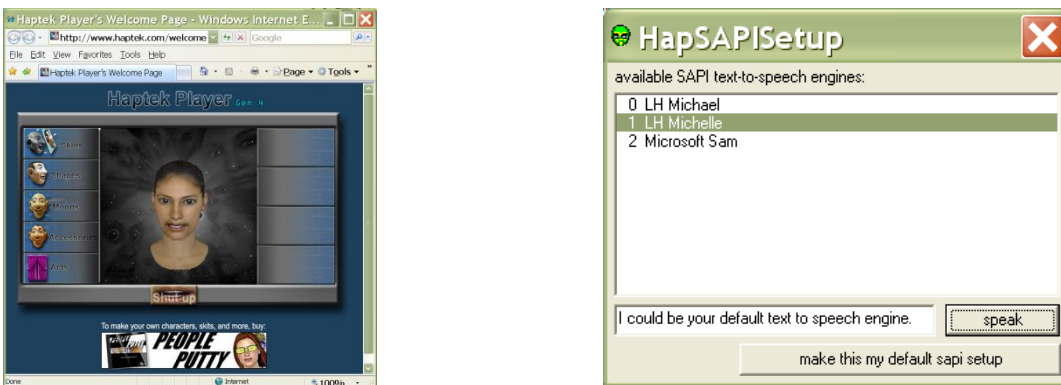 Haptek Player's Welcome Page - Windows Internet E...
http://www.haptek.com/welcome
Google
File Edit View Favorites Tools Help
Haptek Player's Welcome Page
Page Tools
Haptek Player Gen 4
Skins
Shapes
Moods
Accessories
Acts
Shut up
To make your own characters, skits, and more, buy:
PEOPLE
PUTTY
Done
Internet
100%
HapSAPISetup
available SAPI text-to-speech engines:
0 LH Michael
1 LH Michelle
2 Microsoft Sam
I could be your default text to speech engine.
speak
make this my default sapi setup